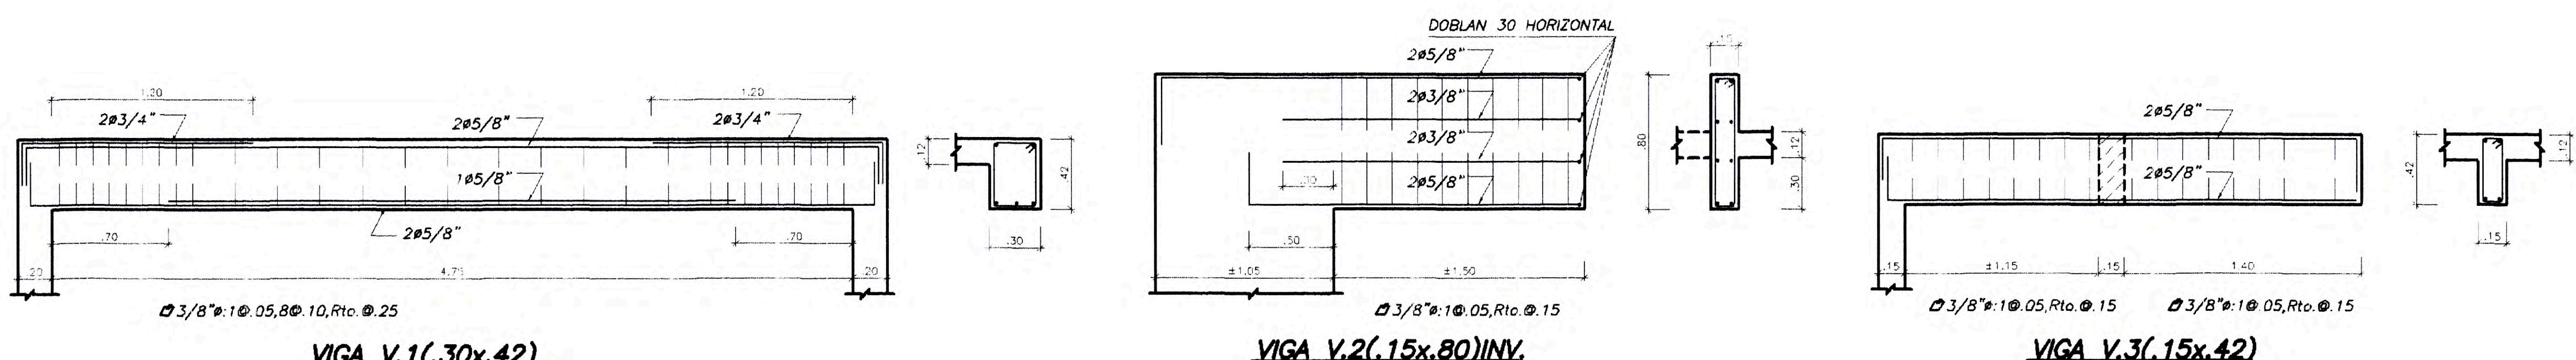 1.20
1.20
2ø3/4"
2ø5/8"
2ø3/4"
1ø5/8"
2ø5/8"
.70
.70
.20
4.75
.20
3/8"ø:1@.05,8@.10,Rto.@.25
VIGA V.1(.30x.42)
.12
.42
.30
DOBLAN 30 HORIZONTAL
2ø5/8"
2ø3/8"
2ø3/8"
2ø5/8"
.30
.50
±1.05
±1.50
3/8"ø:1@.05,Rto.@.15
VIGA V.2(.15x.80)INV.
.15
.80
.12
.30
2ø5/8"
2ø5/8"
.15
±1.15
.15
1.40
3/8"ø:1@.05,Rto.@.15
3/8"ø:1@.05,Rto.@.15
VIGA V.3(.15x.42)
.42
.12
.15